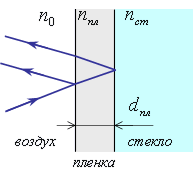 n₀ nпл nст
dпл
воздух стекло
пленка